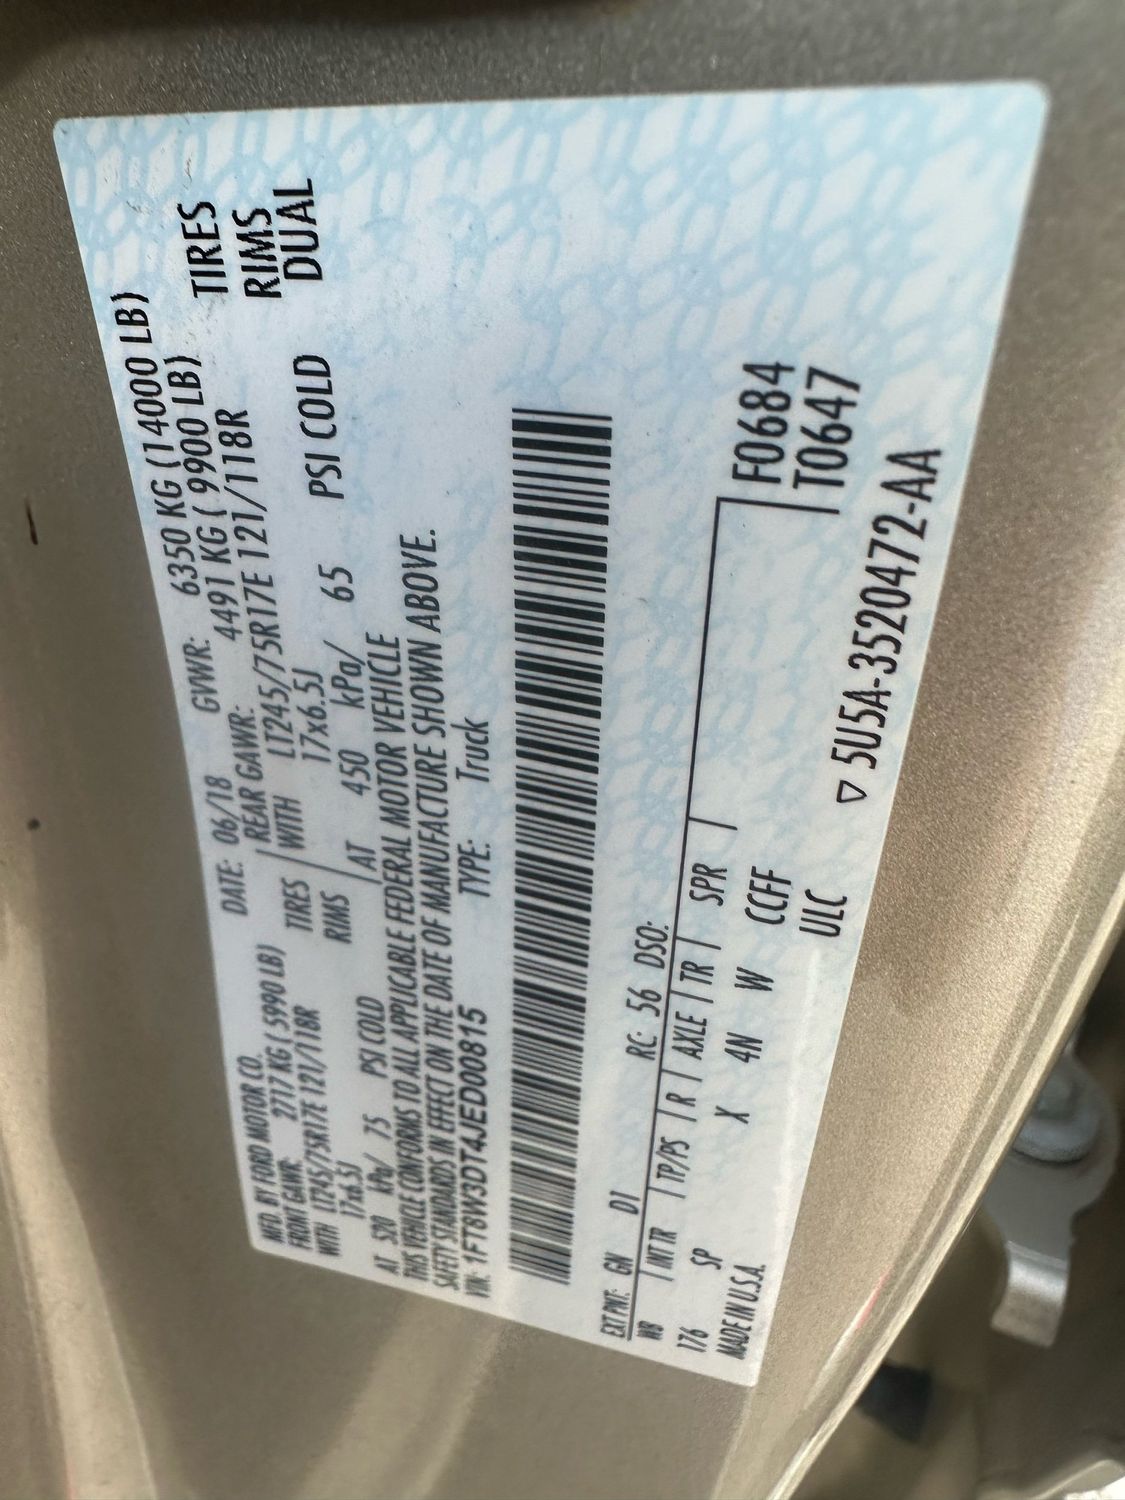 MFD. BY FORD MOTOR CO. DATE: 06/18 GVWR: 6350 KG (14000 LB)
FRONT GAWR: 2717 KG ( 5990 LB) REAR GAWR: 4491 KG ( 9900 LB)
WITH LT245/75R17E 121/118R TIRES WITH LT245/75R17E 121/118R TIRES
17x6.5J RIMS 17x6.5J RIMS
AT 520 kPa/ 75 PSI COLD AT 450 kPa/ 65 PSI COLD DUAL
THIS VEHICLE CONFORMS TO ALL APPLICABLE FEDERAL MOTOR VEHICLE
SAFETY STANDARDS IN EFFECT ON THE DATE OF MANUFACTURE SHOWN ABOVE.
VIN: 1FT8W3DT4JED00815 TYPE: Truck
EXT PNT: GN D1 RC: 56 DSO: F0684
WB INT TR TP/PS R AXLE TR SPR T0647
176 SP X 4N W CCFF
MADE IN U.S.A. ULC
▽ 5U5A-3520472-AA